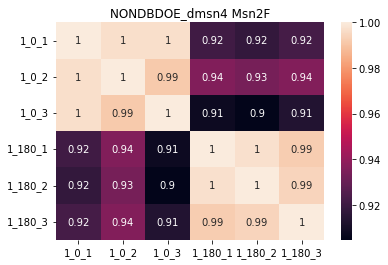 NONDBDOE_dmsn4 Msn2F
1_0_1 1 1 1 0.92 0.92 0.92
1_0_2 1 1 0.99 0.94 0.93 0.94
1_0_3 1 0.99 1 0.91 0.9 0.91
1_180_1 0.92 0.94 0.91 1 1 0.99
1_180_2 0.92 0.93 0.9 1 1 0.99
1_180_3 0.92 0.94 0.91 0.99 0.99 1
1_0_1 1_0_2 1_0_3 1_180_1 1_180_2 1_180_3
1.00
0.98
0.96
0.94
0.92